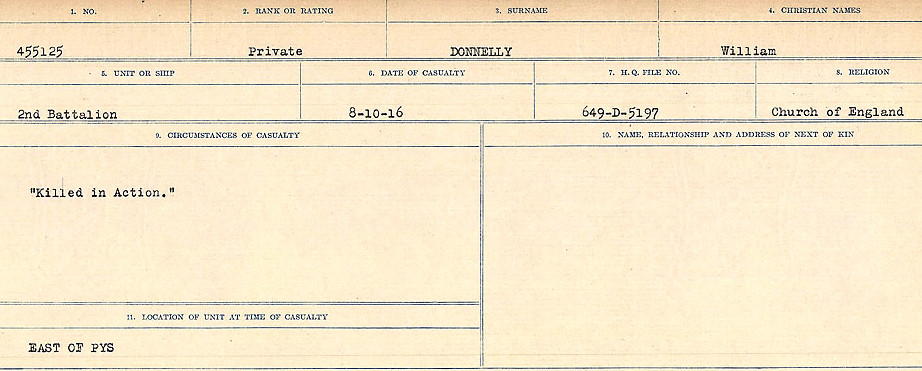 1. NO. 2. RANK OR RATING 3. SURNAME 4. CHRISTIAN NAMES
455125 Private DONNELLY William
5. UNIT OR SHIP 6. DATE OF CASUALTY 7. H.Q. FILE NO. 8. RELIGION
2nd Battalion 8-10-16 649-D-5197 Church of England
9. CIRCUMSTANCES OF CASUALTY 10. NAME, RELATIONSHIP AND ADDRESS OF NEXT OF KIN
"Killed in Action."
11. LOCATION OF UNIT AT TIME OF CASUALTY
EAST OF PYS